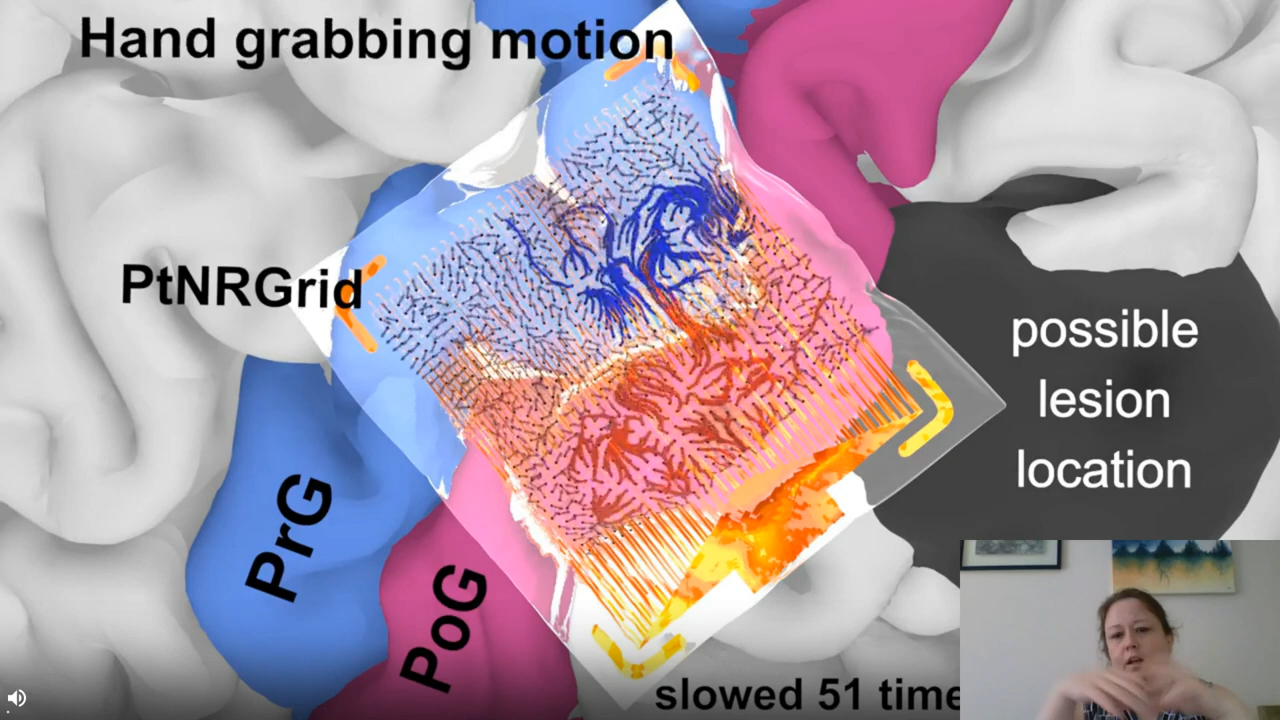 Hand grabbing motion
PtNRGrid
possible
lesion
location
PrG
PoG
slowed 51 time